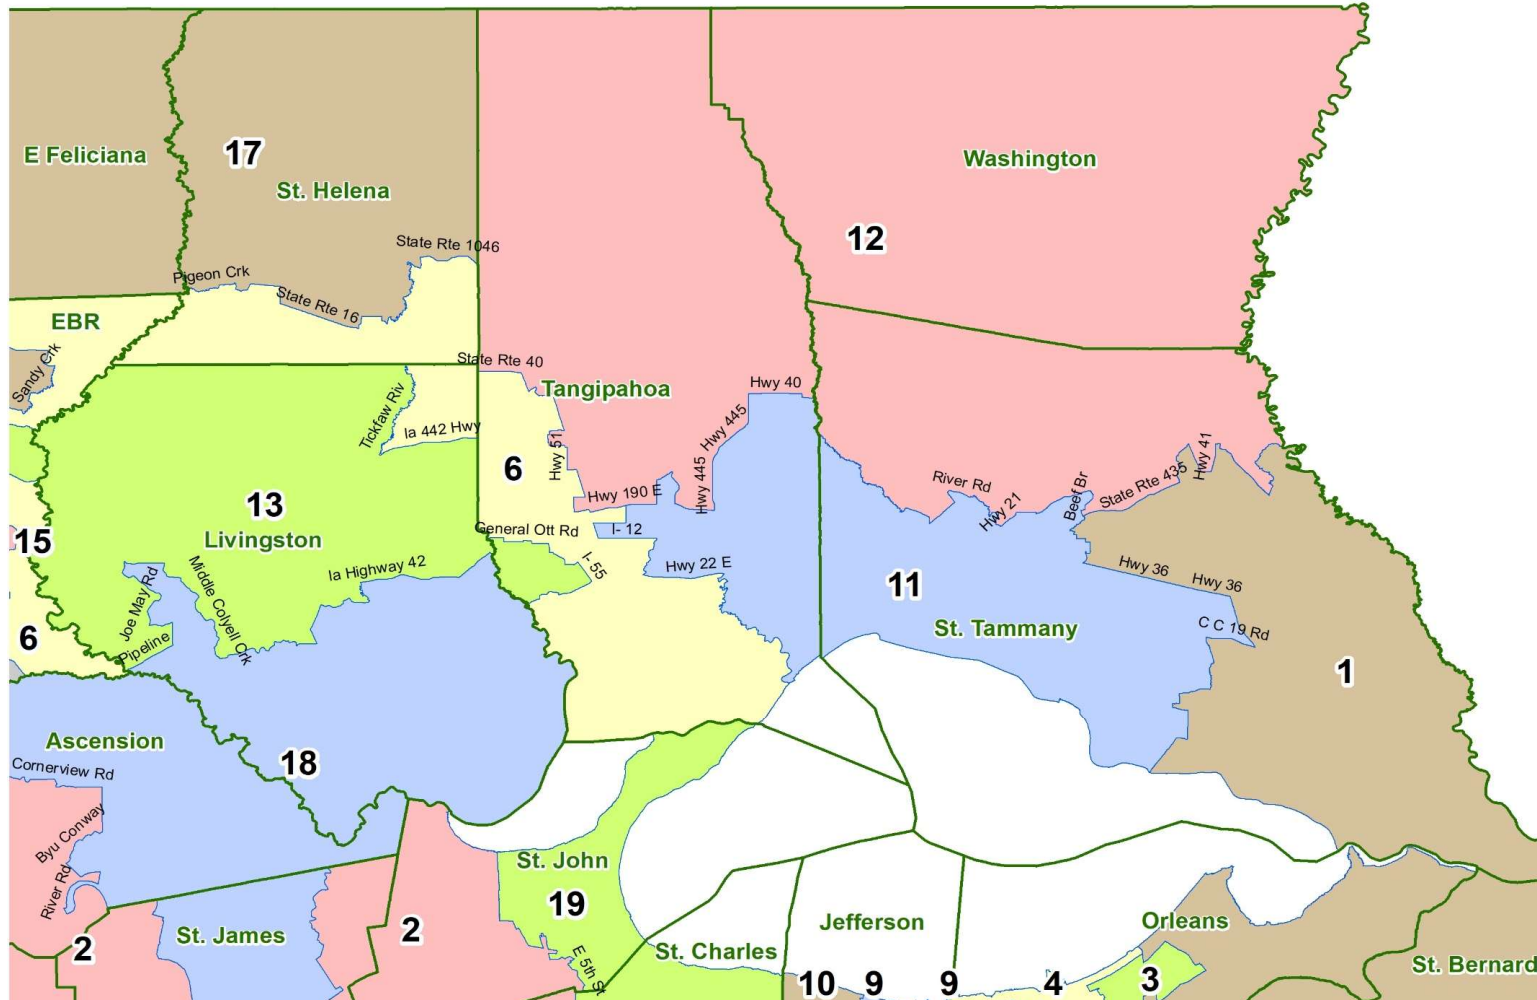 E Feliciana
17
St. Helena
Washington
12
State Rte 1046
Pigeon Crk
State Rte 16
EBR
Sandy Crk
State Rte 40
Tangipahoa
Hwy 40
Tickfaw Riv
la 442 Hwy
Hwy 445
Hwy 51
6
Hwy 445
Hwy 190 E
River Rd
Hwy 21
Beef Br
State Rte 435
Hwy 41
13
15
Livingston
General Ott Rd
I- 12
I- 55
Hwy 22 E
la Highway 42
Middle Colyell Crk
Joe May Rd
Pipeline
6
11
St. Tammany
Hwy 36
Hwy 36
C C 19 Rd
1
Ascension
18
Cornerview Rd
Byu Conway
River Rd
St. John
19
2
St. James
2
E 5th St
St. Charles
Jefferson
Orleans
St. Bernard
10
9
9
4
3